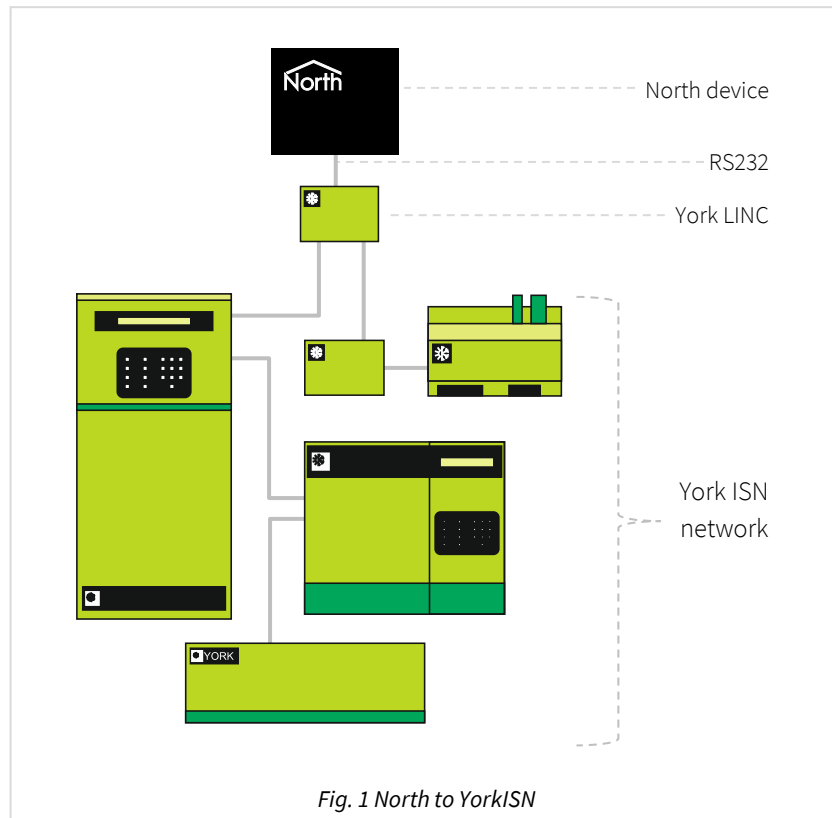 North
North device
RS232
York LINC
York ISN
network
YORK
Fig. 1 North to YorkISN